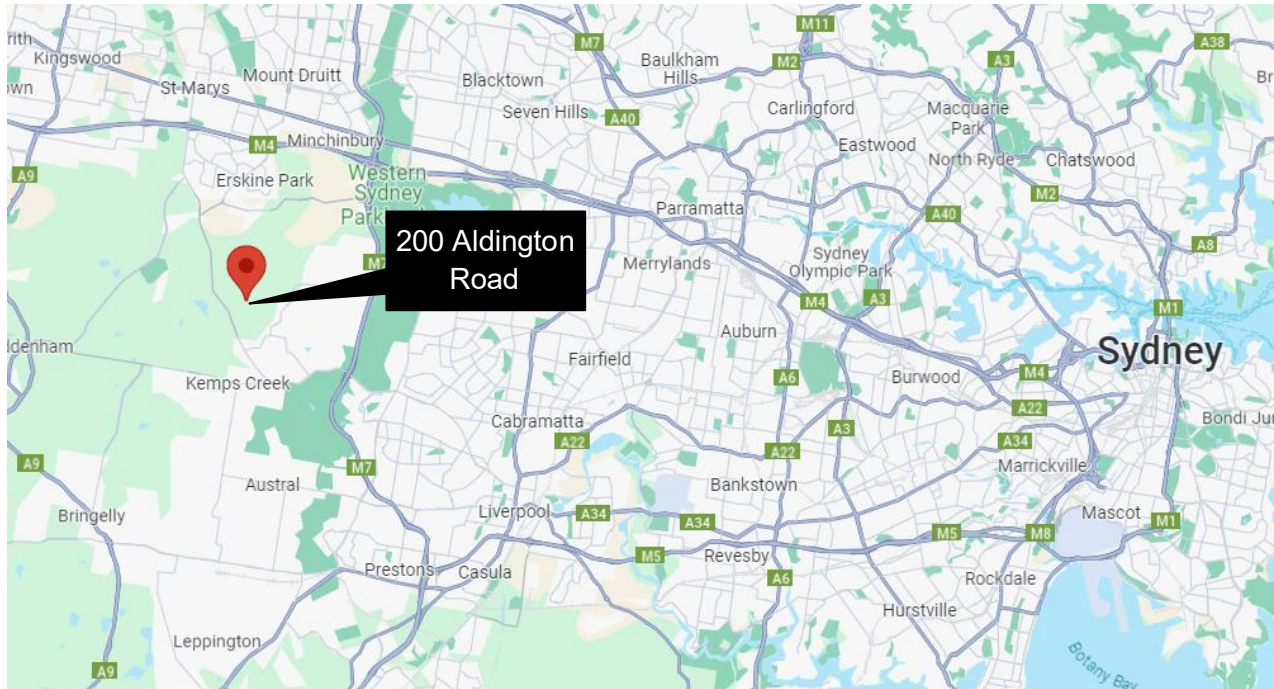 M11
A38
M7
rith
Kingswood
Baulkham
Hills
M2
A3
Br
own
Mount Druitt
St Marys
Blacktown
Seven Hills
A40
Carlingford
Macquarie
Park
M4
Minchinbury
Eastwood
North Ryde
Chatswood
A9
Erskine Park
Western
Sydney
Parkl
M2
Parramatta
A40
A8
200 Aldington
Road
M7
Merrylands
Sydney
Olympic Park
M4
A3
M1
Auburn
Sydney
ddenham
Fairfield
Kemps Creek
A6
Burwood
M4
A22
Cabramatta
A22
A3
A34
Bondi Jun
A22
A9
M7
Marrickville
Austral
Bankstown
Bringelly
Liverpool
A34
A34
Mascot
M1
M5
M8
M5
Revesby
Prestons
Casula
A6
Rockdale
Hurstville
Leppington
A9
Botany Bay